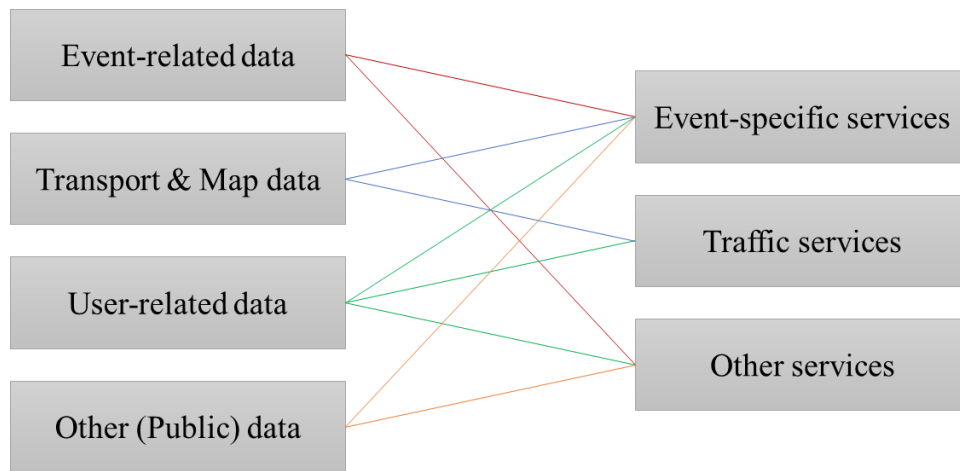 Event-related data
Transport & Map data
User-related data
Other (Public) data
Event-specific services
Traffic services
Other services